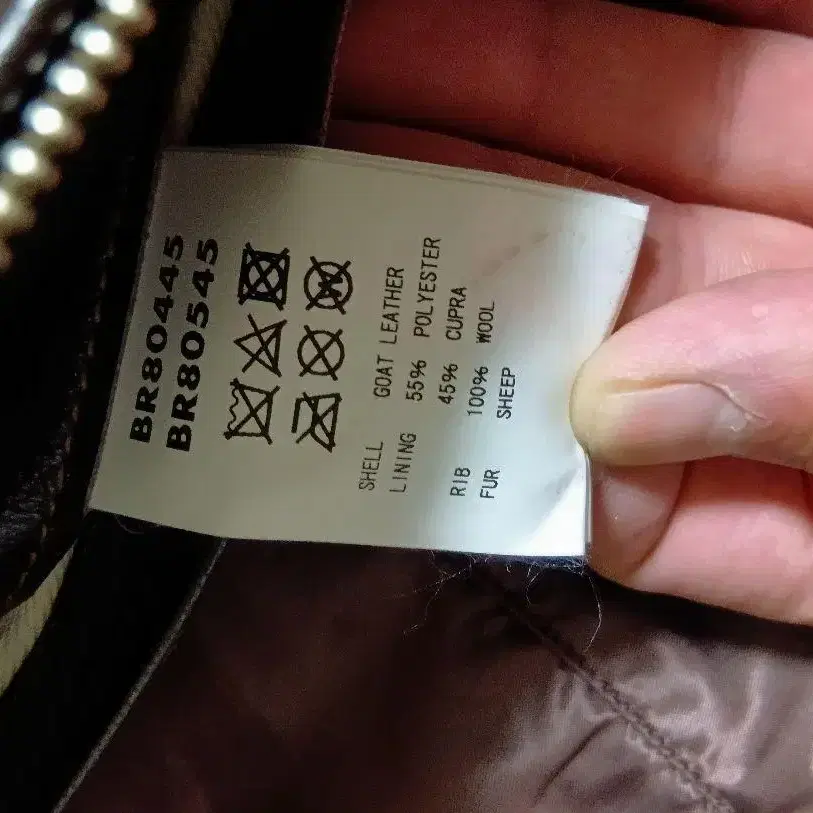 BR80445
BR80545
W
SHELL GOAT LEATHER
LINING 55% POLYESTER
45% CUPRA
RIB 100% WOOL
FUR SHEEP